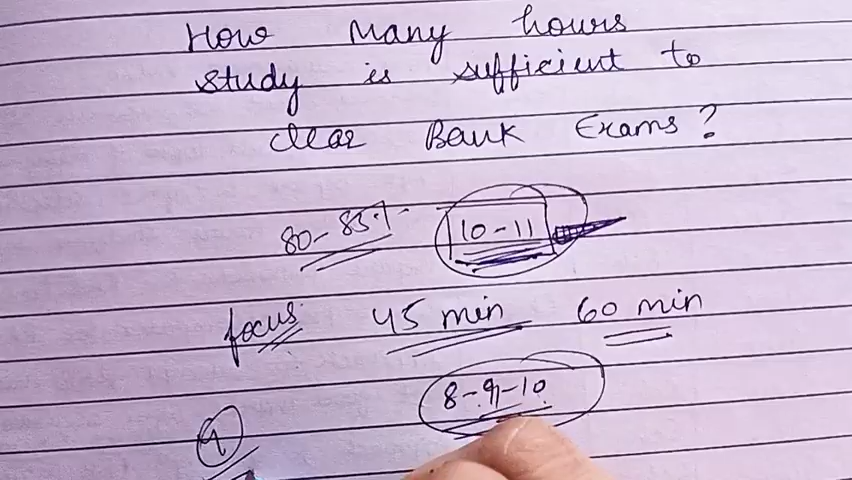 How Many hours
study is sufficient to
clear Bank Exams?
80-85% 10-11
focus 45 min 60 min
8-9-10